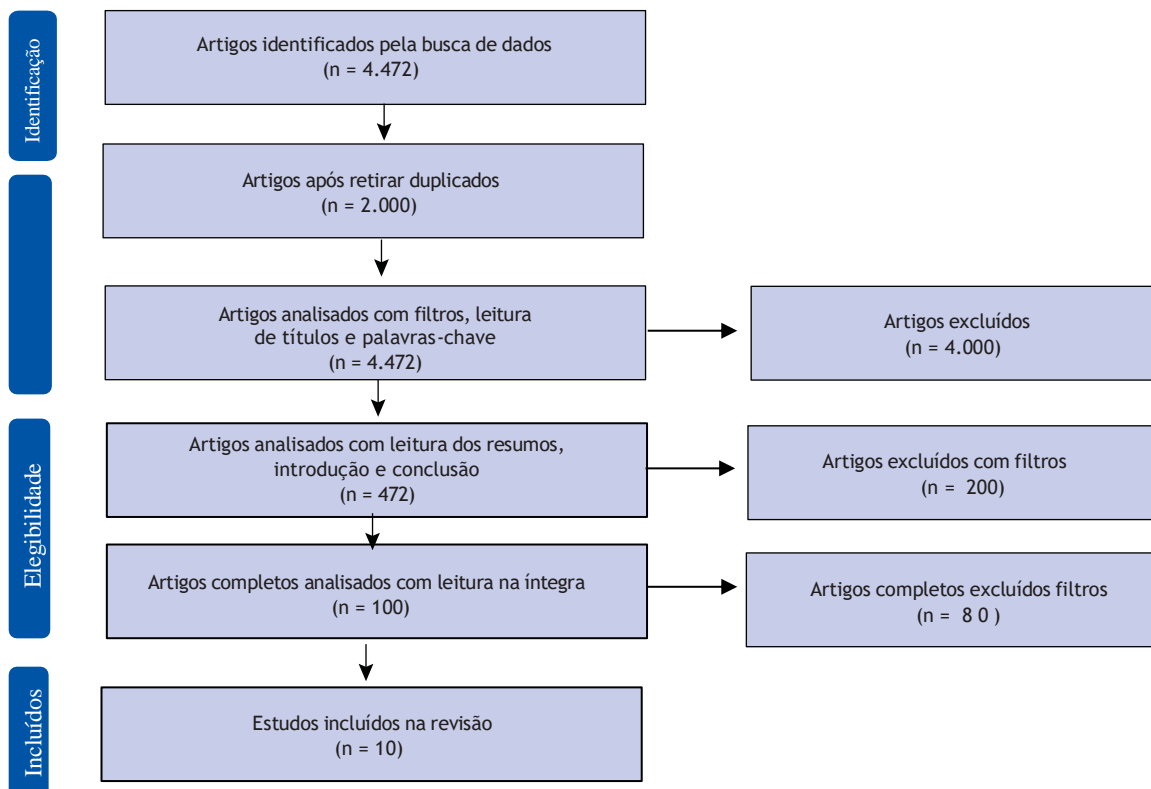 Identificação
Artigos identificados pela busca de dados
(n = 4.472)
Artigos após retirar duplicados
(n = 2.000)
Artigos analisados com filtros, leitura
de títulos e palavras-chave
(n = 4.472)
Artigos excluídos
(n = 4.000)
Elegibilidade
Artigos analisados com leitura dos resumos,
introdução e conclusão
(n = 472)
Artigos excluídos com filtros
(n = 200)
Artigos completos analisados com leitura na íntegra
(n = 100)
Artigos completos excluídos filtros
(n = 8 0 )
Incluídos
Estudos incluídos na revisão
(n = 10)